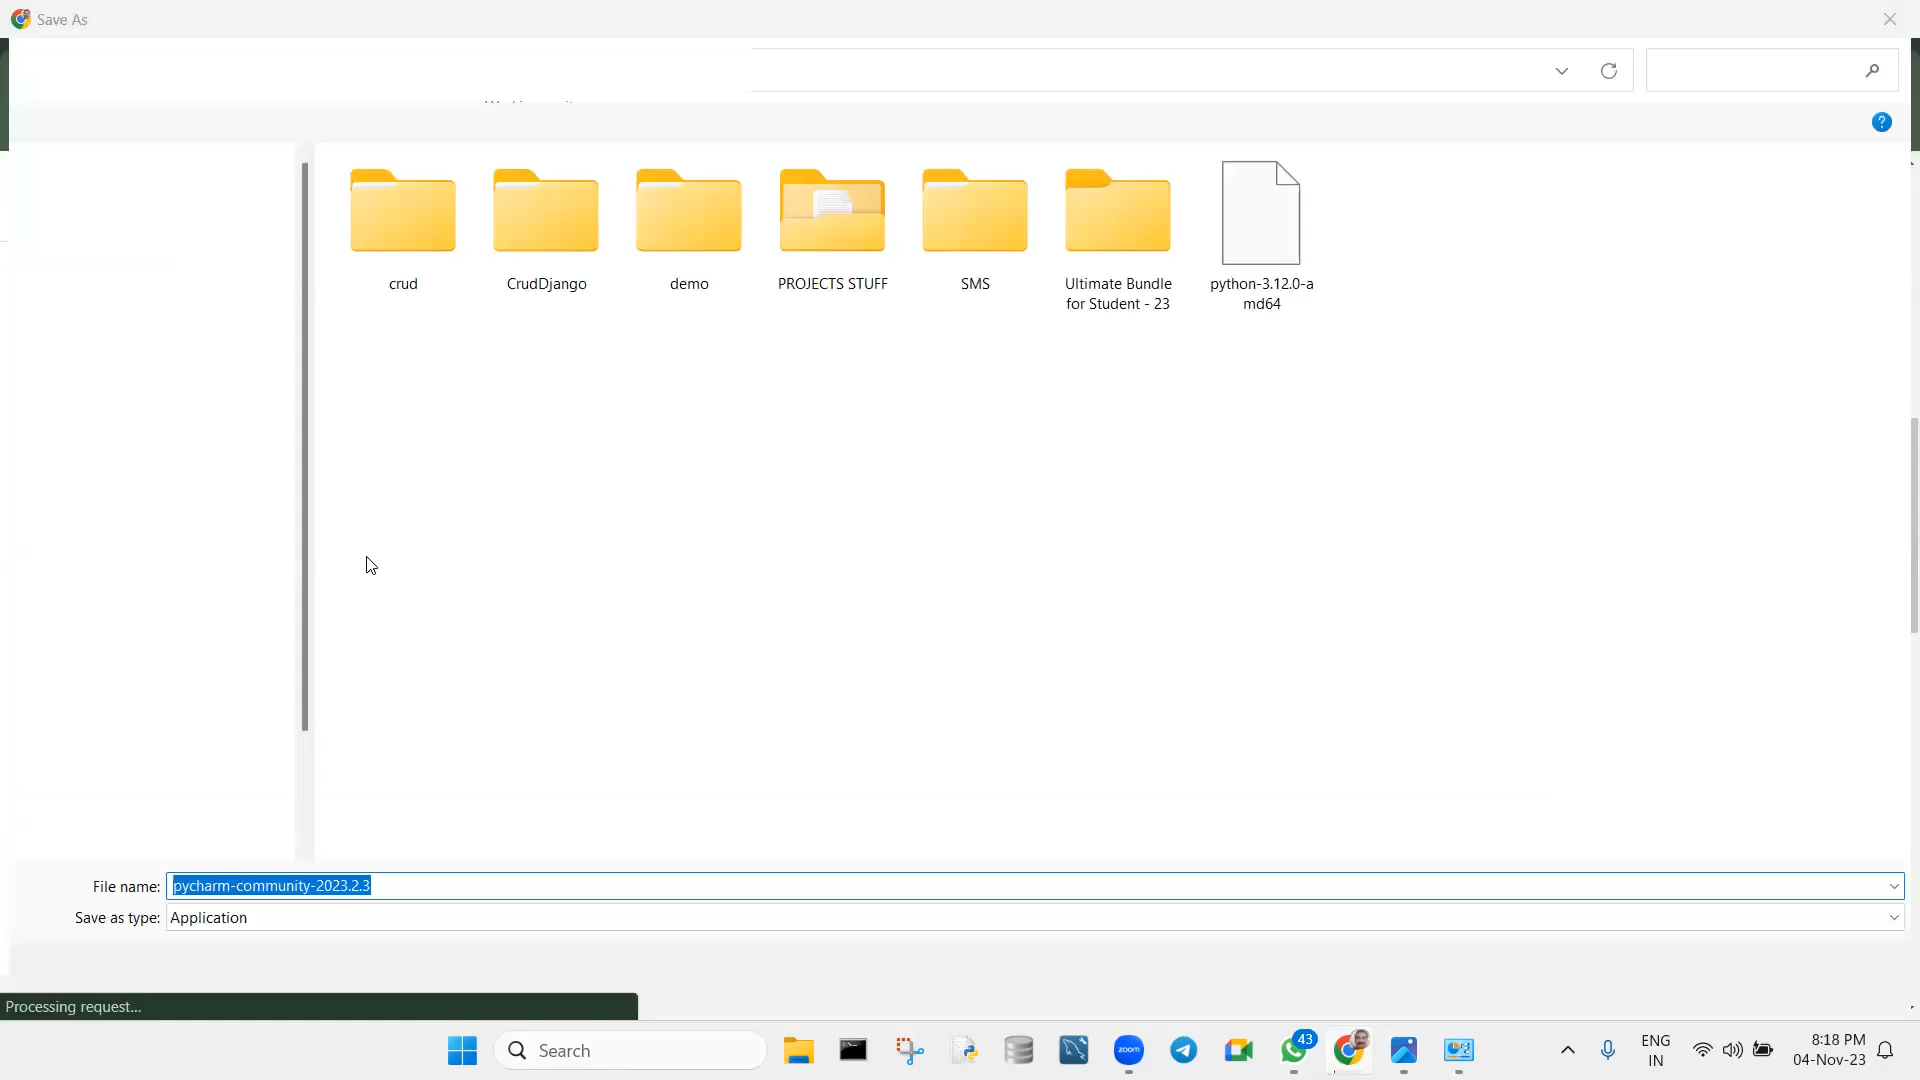 Save As
crud
CrudDjango
demo
PROJECTS STUFF
SMS
Ultimate Bundle
for Student - 23
python-3.12.0-a
md64
File name: pycharm-community-2023.2.3
Save as type: Application
Processing request...
Search
zoom
43
ENG
IN
8:18 PM
04-Nov-23